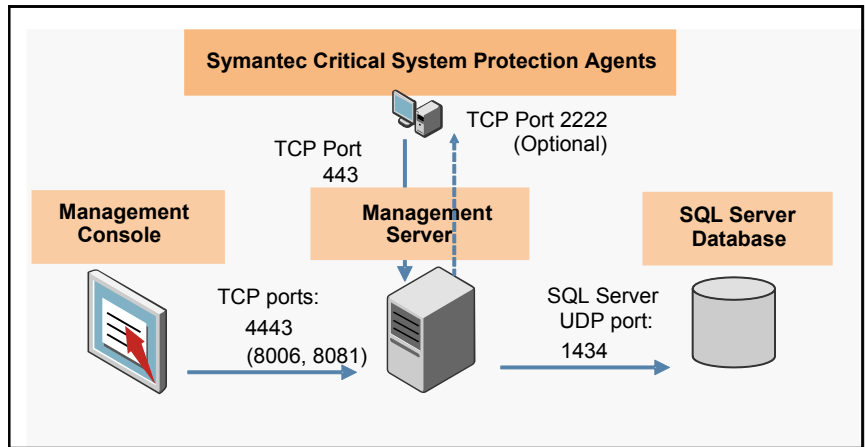 Symantec Critical System Protection Agents
TCP Port 2222
(Optional)
TCP Port
443
Management
Console
Management
Server
SQL Server
Database
TCP ports:
4443
(8006, 8081)
SQL Server
UDP port:
1434